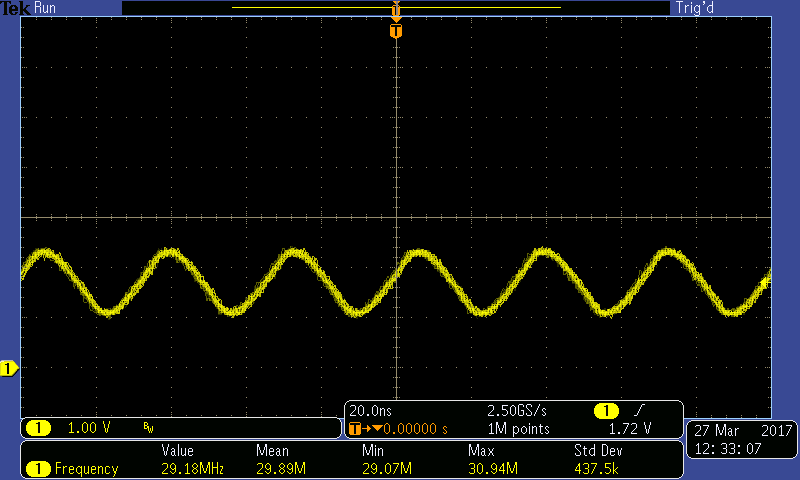 Tek Run Trig'd
T
T
1
20.0ns 2.50GS/s 1 
1 1.00 V BW T→▼0.00000 s 1M points 1.72 V
27 Mar 2017
12:33:07
Value Mean Min Max Std Dev
1 Frequency 29.18MHz 29.89M 29.07M 30.94M 437.5k